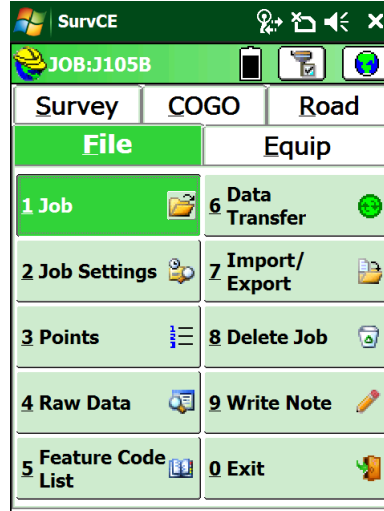 SurvCE
JOB:J105B
Survey COGO Road
File Equip
1 Job
6 Data
Transfer
2 Job Settings
7 Import/
Export
3 Points
8 Delete Job
4 Raw Data
9 Write Note
5 Feature Code
List
0 Exit